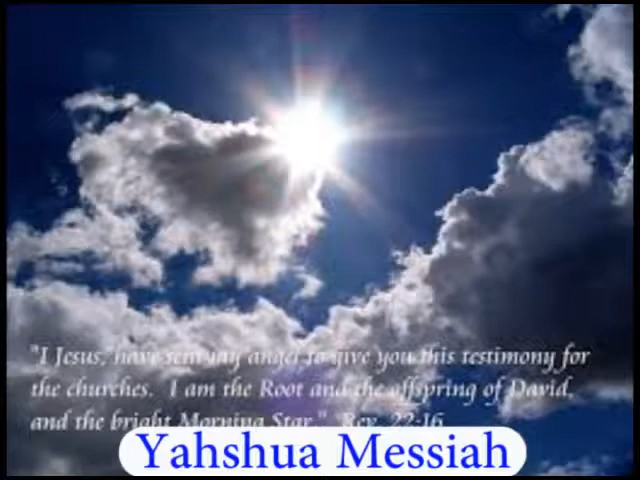 "I Jesus, have sent my angel to give you this testimony for
the churches. I am the Root and the offspring of David,
and the bright Morning Star." Rev. 22:16
Yahshua Messiah